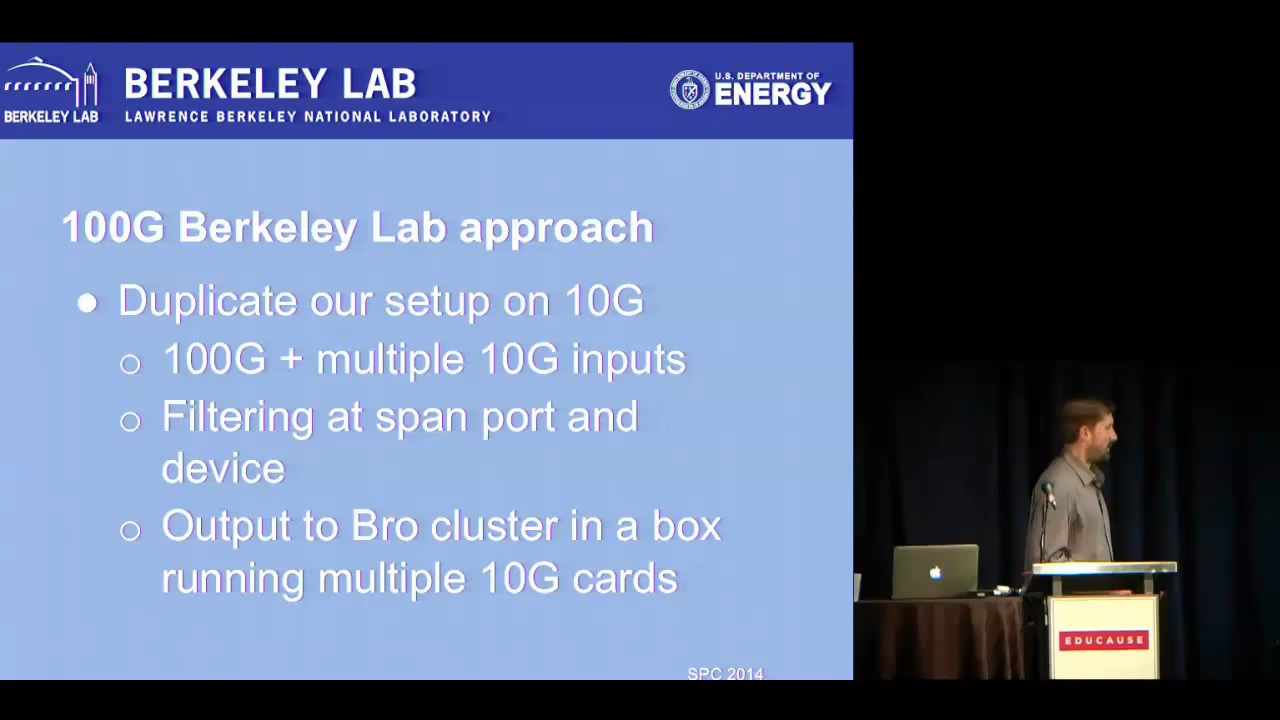 BERKELEY LAB
BERKELEY LAB
LAWRENCE BERKELEY NATIONAL LABORATORY
U.S. DEPARTMENT OF
ENERGY
100G Berkeley Lab approach
● Duplicate our setup on 10G
o 100G + multiple 10G inputs
o Filtering at span port and
device
o Output to Bro cluster in a box
running multiple 10G cards
SPC 2014
EDUCAUSE